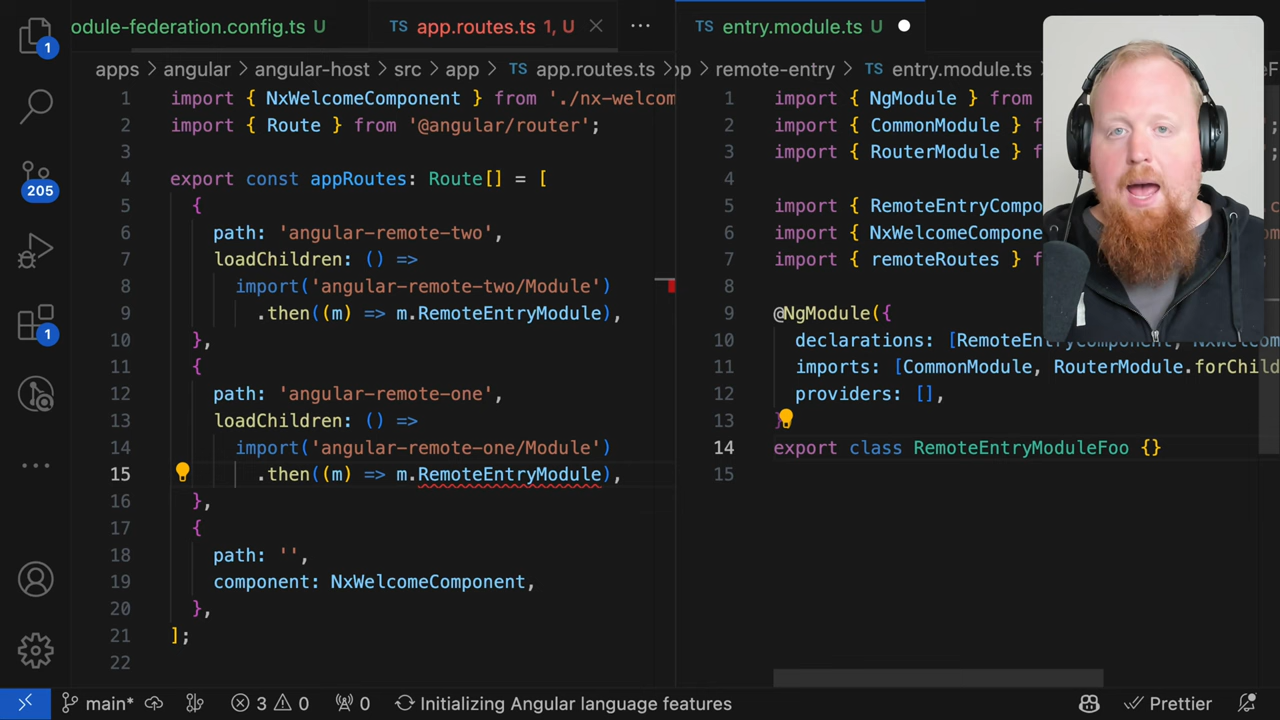 odule-federation.config.ts U
TS app.routes.ts 1, U
TS entry.module.ts U
apps > angular > angular-host > src > app > TS app.routes.ts
pp > remote-entry > TS entry.module.ts
1 import { NxWelcomeComponent } from './nx-welcom
2 import { Route } from '@angular/router';
3
4 export const appRoutes: Route[] = [
5 {
6 path: 'angular-remote-two',
7 loadChildren: () =>
8 import('angular-remote-two/Module')
9 .then((m) => m.RemoteEntryModule),
10 },
11 {
12 path: 'angular-remote-one',
13 loadChildren: () =>
14 import('angular-remote-one/Module')
15 .then((m) => m.RemoteEntryModule),
16 },
17 {
18 path: '',
19 component: NxWelcomeComponent,
20 },
21 ];
22
1 import { NgModule } from
2 import { CommonModule } f
3 import { RouterModule } f
4
5 import { RemoteEntryCompo
6 import { NxWelcomeCompone
7 import { remoteRoutes } f
8
9 @NgModule({
10 declarations: [RemoteEntryComponent, NxWelcom
11 imports: [CommonModule, RouterModule.forChild
12 providers: [],
13 }
14 export class RemoteEntryModuleFoo {}
15
1
205
1
main* 3 0 0 Initializing Angular language features Prettier